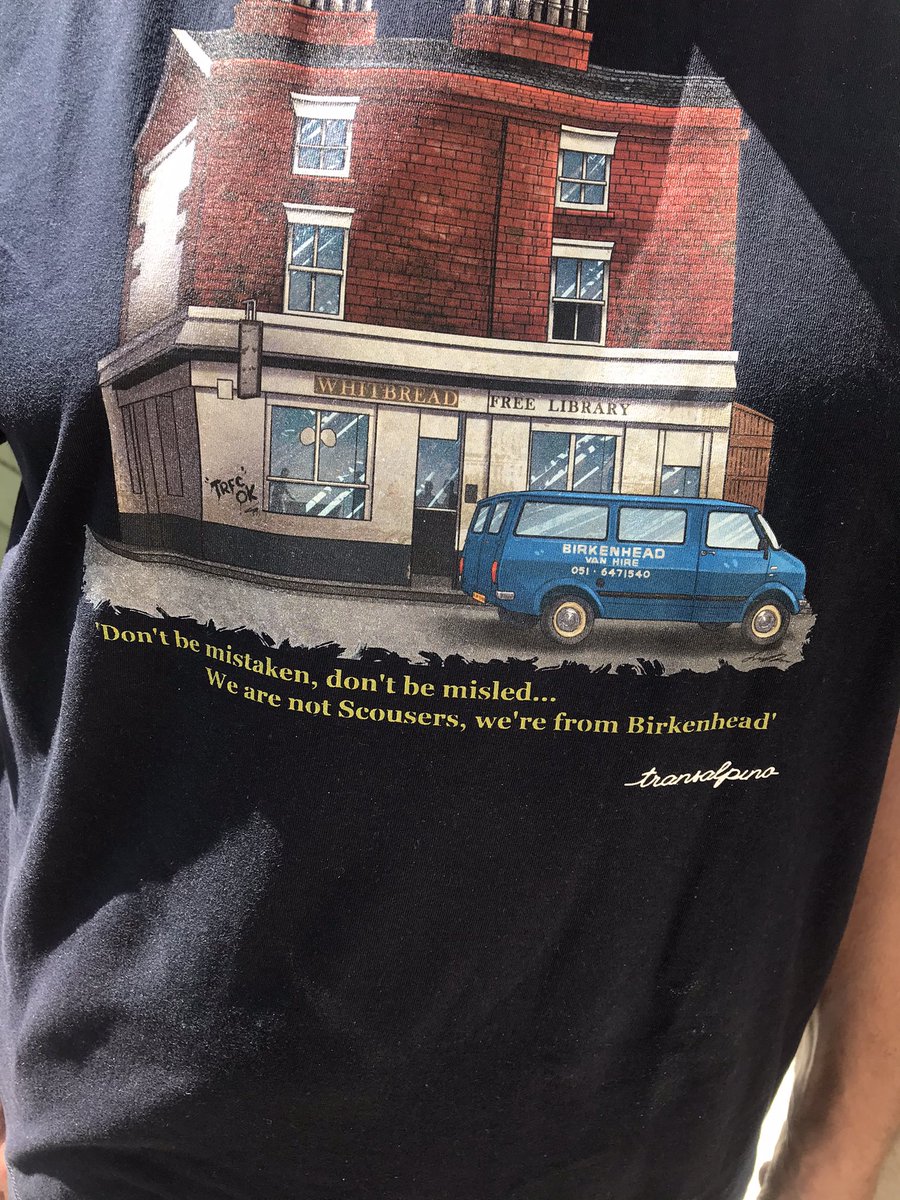 WHITBREAD FREE LIBRARY
'TRFC'
OK
BIRKENHEAD
VAN HIRE
051 · 6471540
'Don't be mistaken, don't be misled...
We are not Scousers, we're from Birkenhead'
transalpino